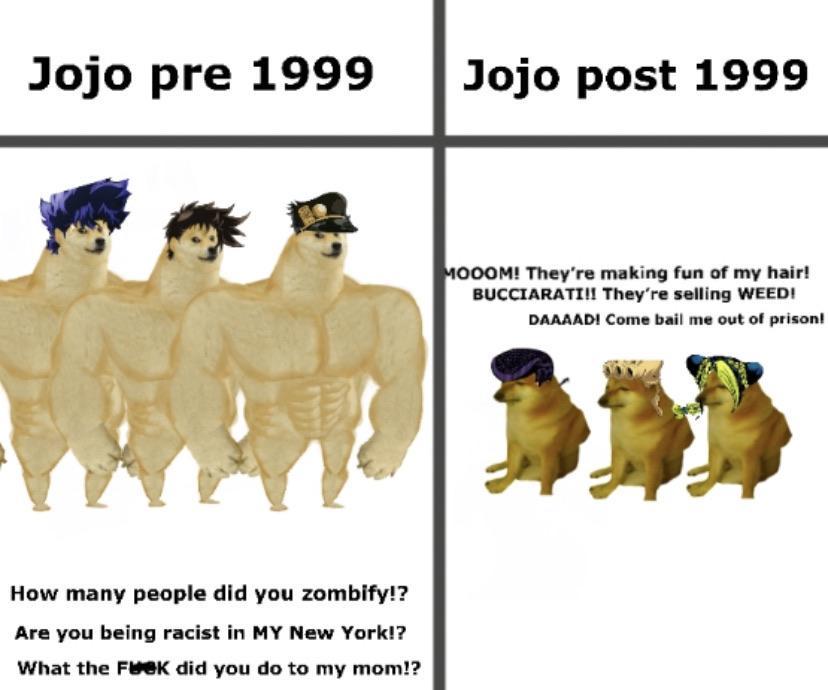 Jojo pre 1999
Jojo post 1999
MOOOM! They're making fun of my hair!
BUCCIARATI!! They're selling WEED!
DAAAAD! Come bail me out of prison!
How many people did you zombify!?
Are you being racist in MY New York!?
What the FUCK did you do to my mom!?